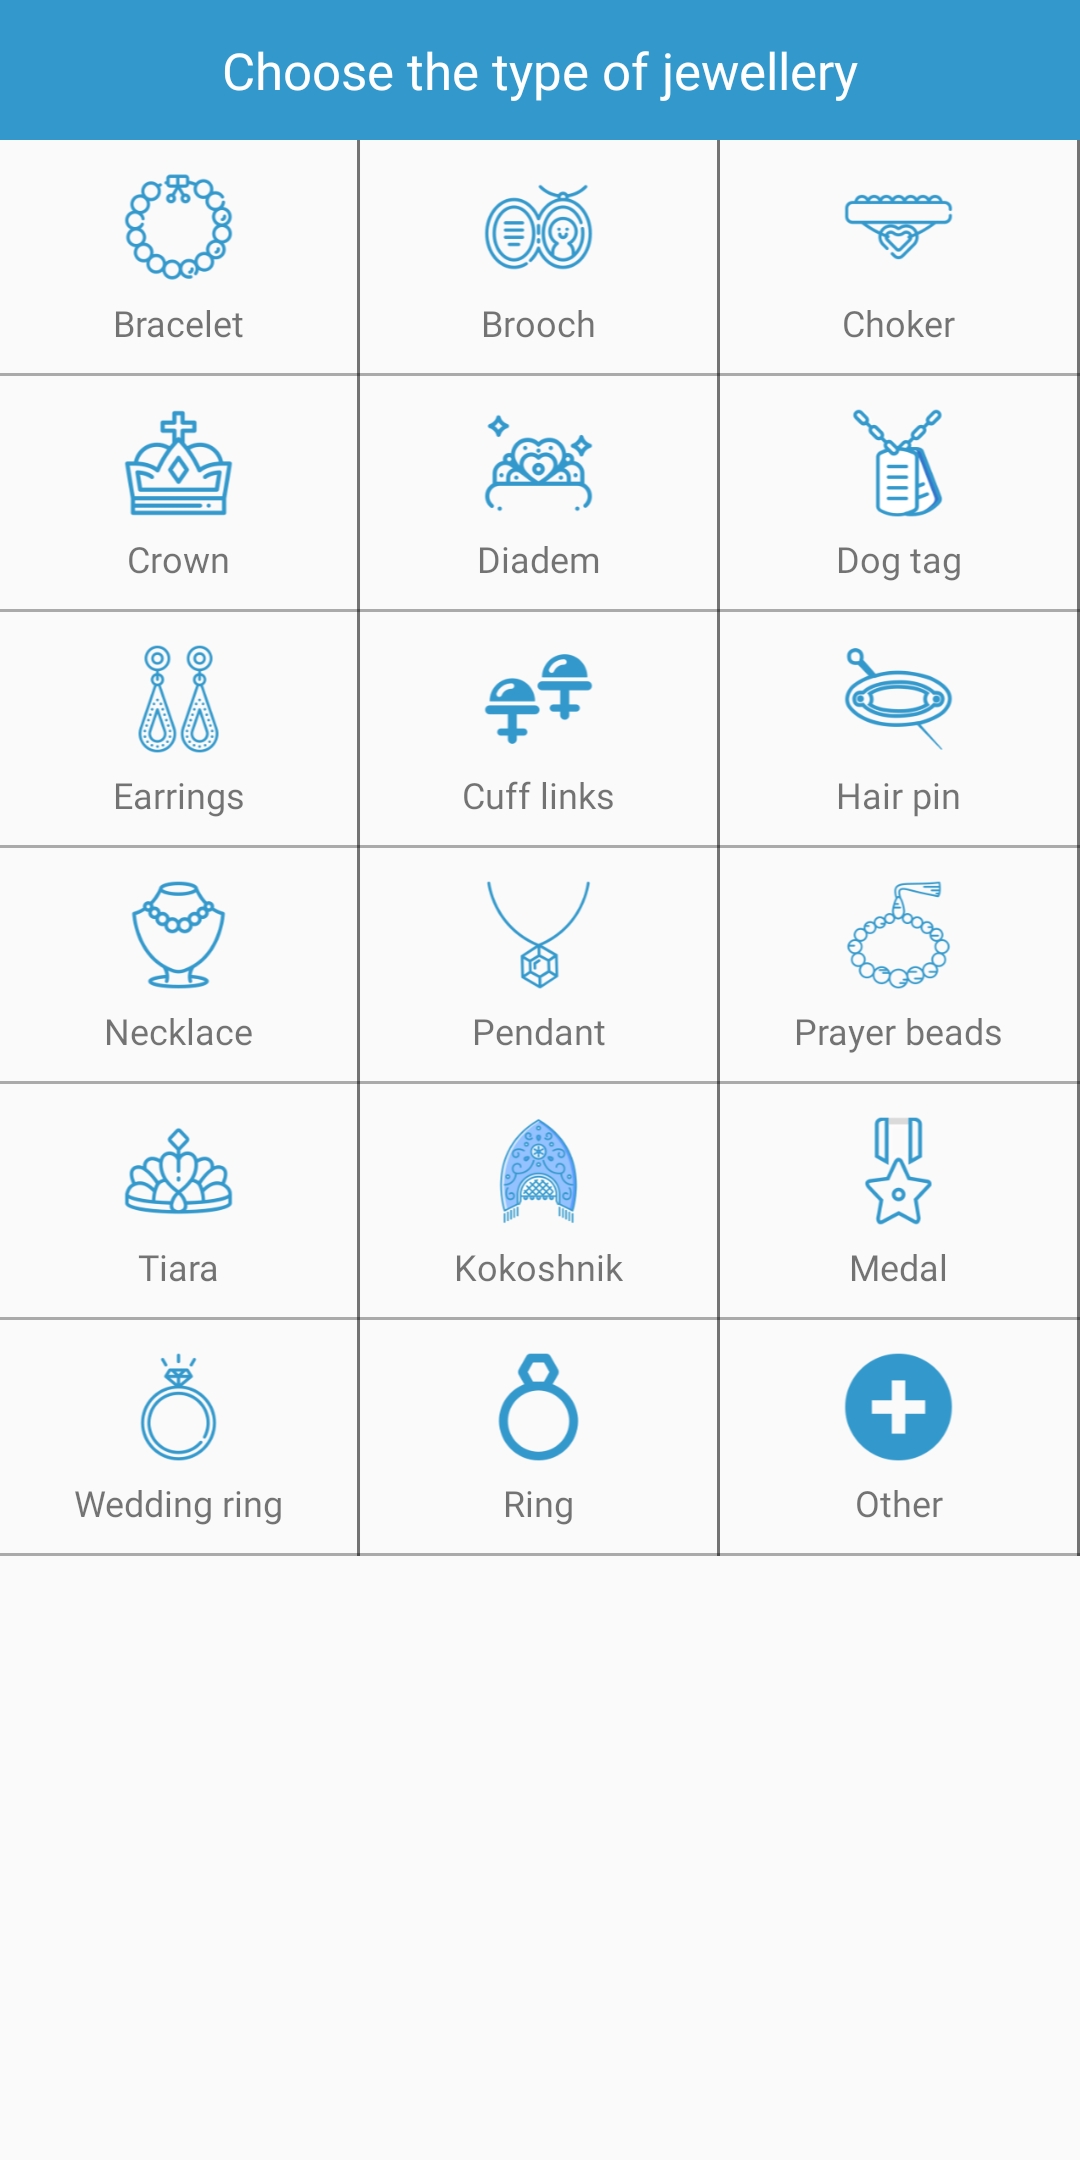 Choose the type of jewellery
Bracelet
Brooch
Choker
Crown
Diadem
Dog tag
Earrings
Cuff links
Hair pin
Necklace
Pendant
Prayer beads
Tiara
Kokoshnik
Medal
Wedding ring
Ring
Other